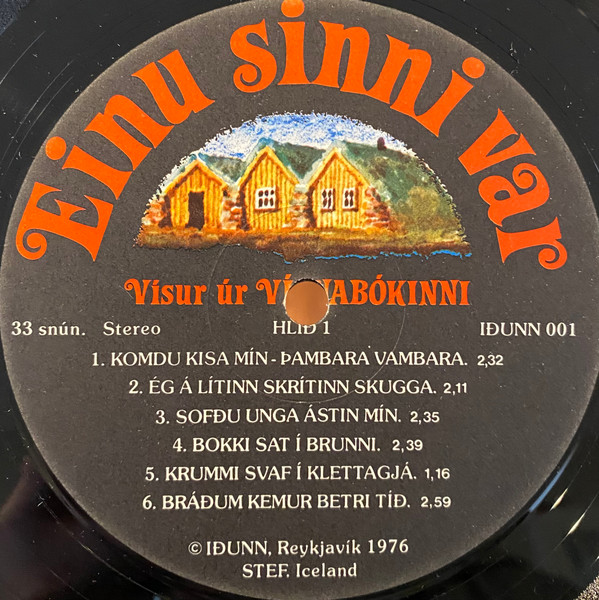 Einu sinni var
Vísur úr VÍ ABÓKINNI
33 snún. Stereo HLIÐ 1 IÐUNN 001
1. KOMDU KISA MÍN - ÞAMBARA VAMBARA. 2,32
2. ÉG Á LÍTINN SKRÍTINN SKUGGA. 2,11
3. SOFÐU UNGA ÁSTIN MÍN. 2,35
4. BOKKI SAT Í BRUNNI. 2,39
5. KRUMMI SVAF Í KLETTAGJÁ. 1,16
6. BRÁÐUM KEMUR BETRI TÍÐ. 2,59
© IÐUNN, Reykjavík 1976
STEF. Iceland